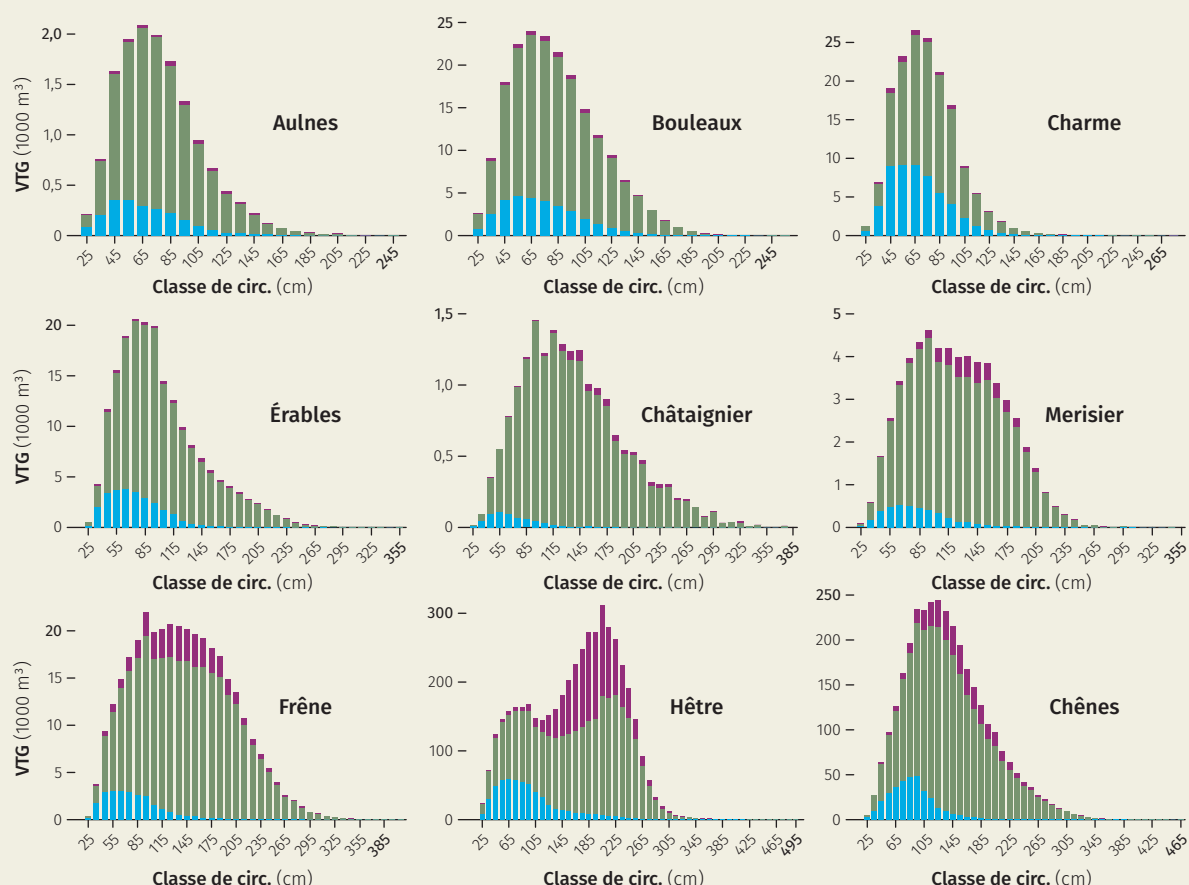 VTG (1000 m³)
2,0
1,5
1,0
0,5
0
Aulnes
25 45 65 85 105 125 145 165 185 205 225 245
Classe de circ. (cm)
25
20
15
10
5
0
Bouleaux
25 45 65 85 105 125 145 165 185 205 225 245
Classe de circ. (cm)
25
20
15
10
5
0
Charme
25 45 65 85 105 125 145 165 185 205 225 245 265
Classe de circ. (cm)
VTG (1000 m³)
20
15
10
5
0
Érables
25 55 85 115 145 175 205 235 265 295 325 355
Classe de circ. (cm)
1,5
1,0
0,5
0
Châtaignier
25 55 85 115 145 175 205 235 265 295 325 355 385
Classe de circ. (cm)
5
4
3
2
1
0
Merisier
25 55 85 115 145 175 205 235 265 295 325 355
Classe de circ. (cm)
VTG (1000 m³)
20
15
10
5
0
Frêne
25 55 85 115 145 175 205 235 265 295 325 355 385
Classe de circ. (cm)
300
200
100
0
Hêtre
25 65 105 145 185 225 265 305 345 385 425 465 495
Classe de circ. (cm)
250
200
150
100
50
0
Chênes
25 65 105 145 185 225 265 305 345 385 425 465
Classe de circ. (cm)